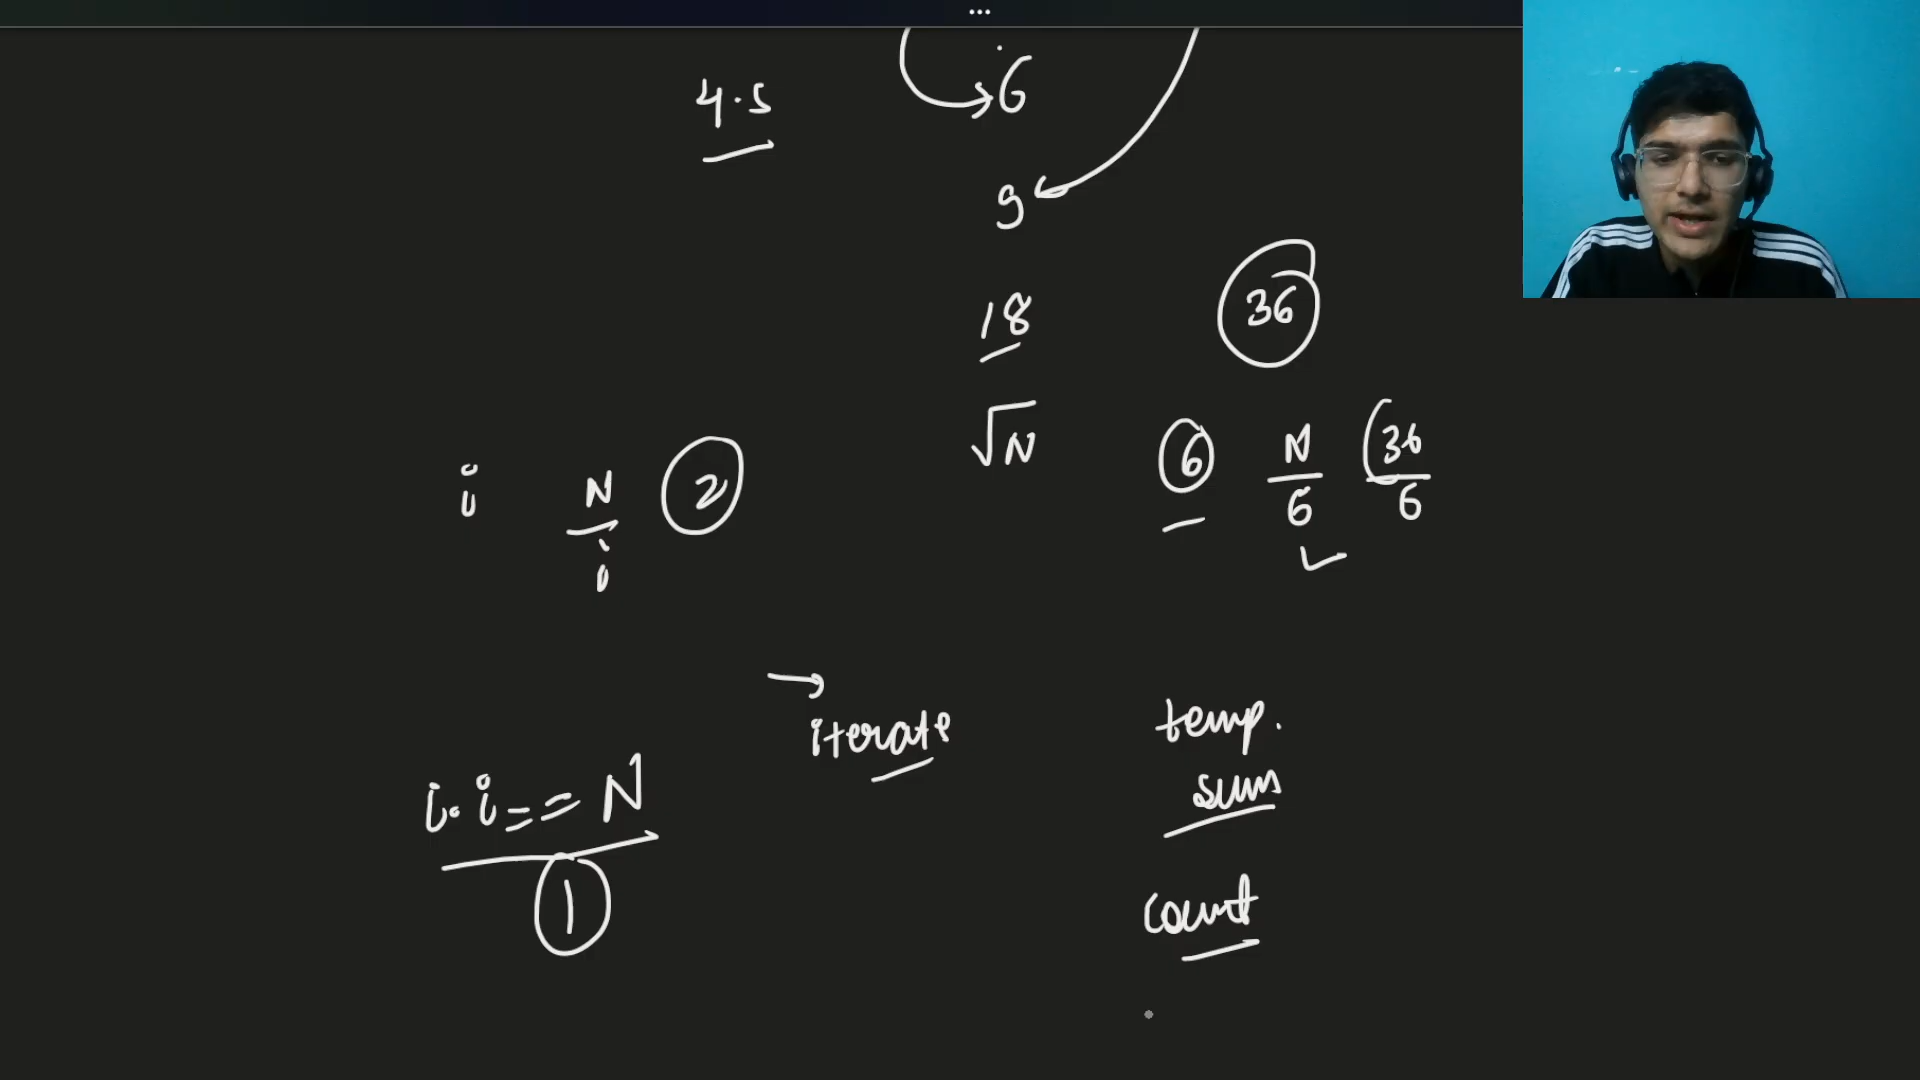 ...
4.5
6
9
18
36
√N
6 N/6 36/6
i N/i 2
→ iterate
temp.
sum
i·i==N
1
count